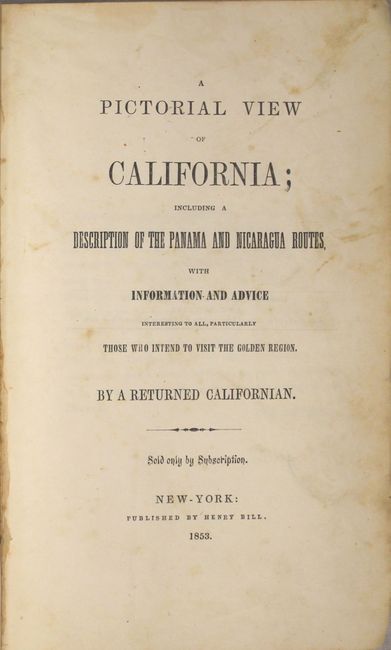 A
PICTORIAL VIEW
OF
CALIFORNIA;
INCLUDING A
DESCRIPTION OF THE PANAMA AND NICARAGUA ROUTES,
WITH
INFORMATION AND ADVICE
INTERESTING TO ALL, PARTICULARLY
THOSE WHO INTEND TO VISIT THE GOLDEN REGION.
BY A RETURNED CALIFORNIAN.
Sold only by Subscription.
NEW-YORK:
PUBLISHED BY HENRY BILL.
1853.